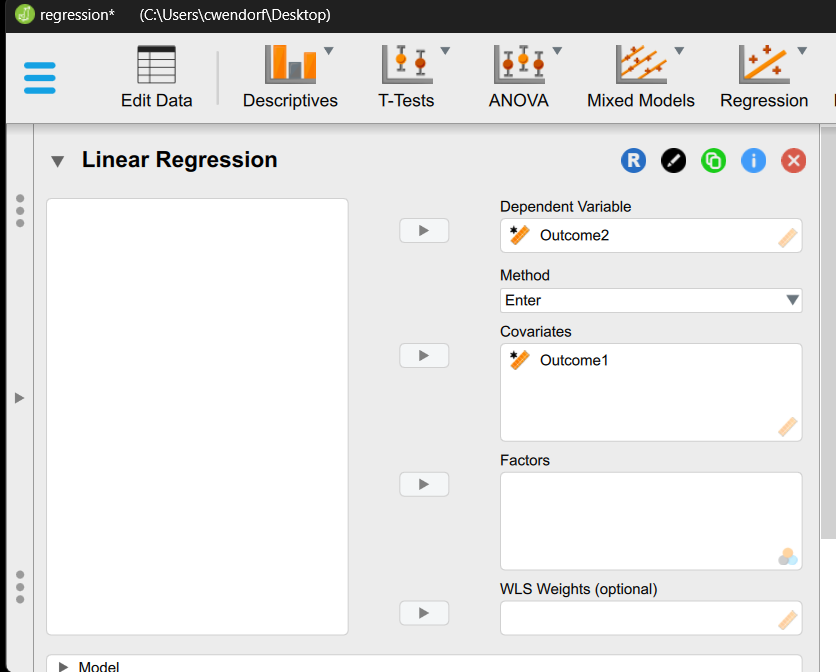 regression* (C:\Users\cwendorf\Desktop)
Edit Data Descriptives T-Tests ANOVA Mixed Models Regression
Linear Regression R i
Dependent Variable
Outcome2
Method
Enter
Covariates
Outcome1
Factors
WLS Weights (optional)
Model